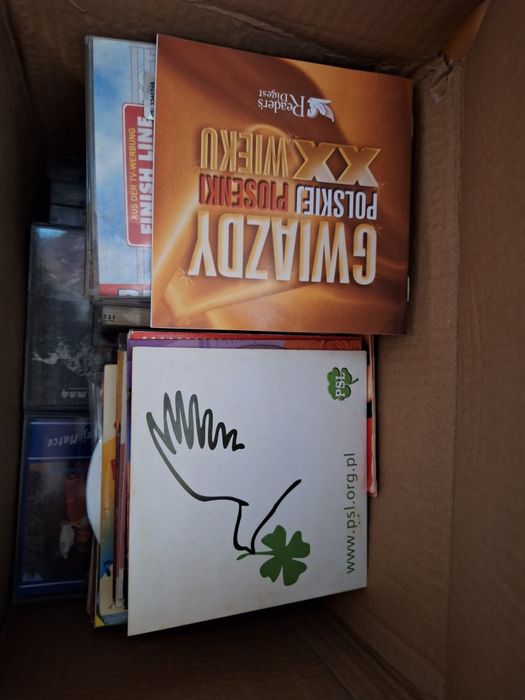 GWIAZDY
POLSKIEJ PIOSENKI
XX WIEKU
Reader's
Digest
AUS DER TV-WERBUNG
FINISH LINE
PSL
www.psl.org.pl